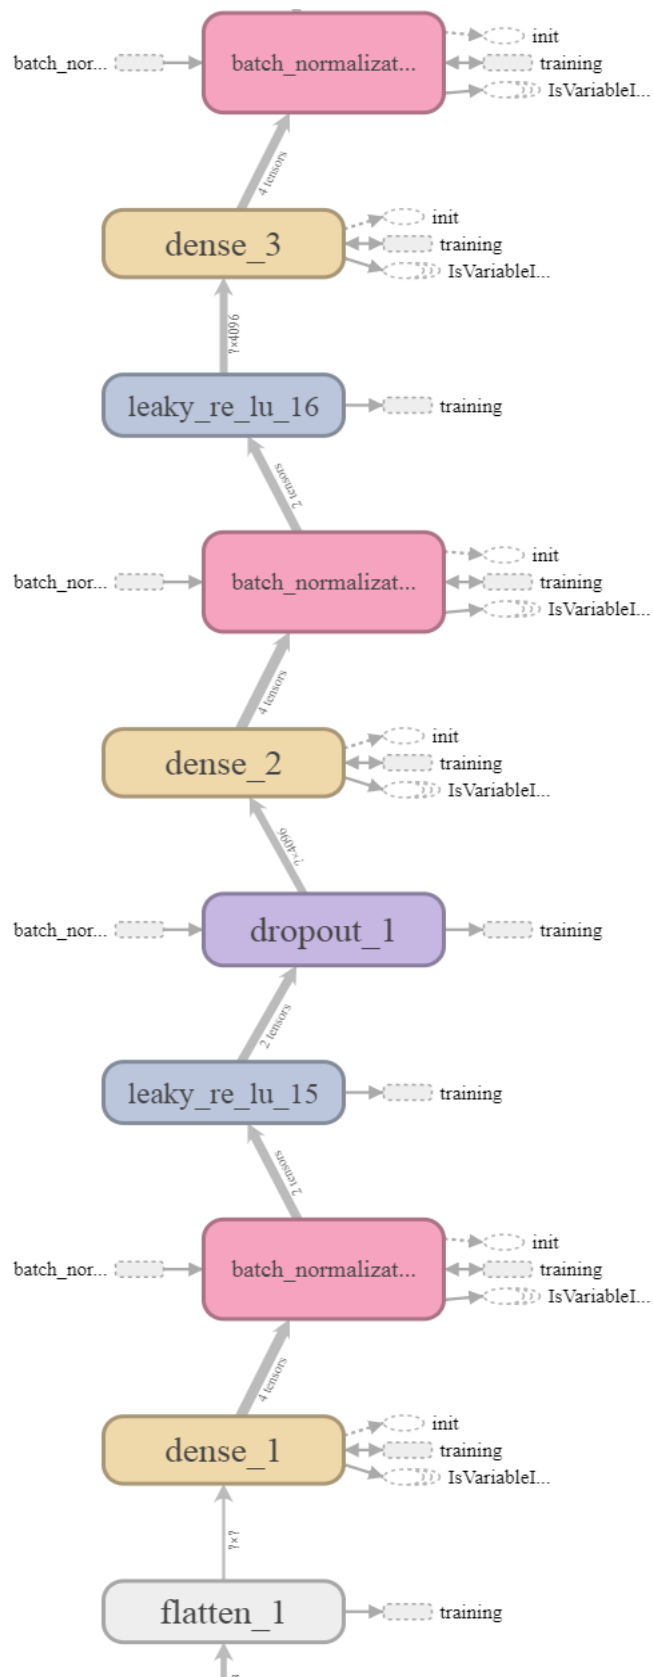 init
batch_nor...
batch_normalizat...
training
IsVariableI...
4 tensors
init
dense_3
training
IsVariableI...
?×4096
leaky_re_lu_16
training
2 tensors
init
batch_nor...
batch_normalizat...
training
IsVariableI...
4 tensors
init
dense_2
training
IsVariableI...
?×4096
batch_nor...
dropout_1
training
2 tensors
leaky_re_lu_15
training
2 tensors
init
batch_nor...
batch_normalizat...
training
IsVariableI...
4 tensors
init
dense_1
training
IsVariableI...
?×?
flatten_1
training